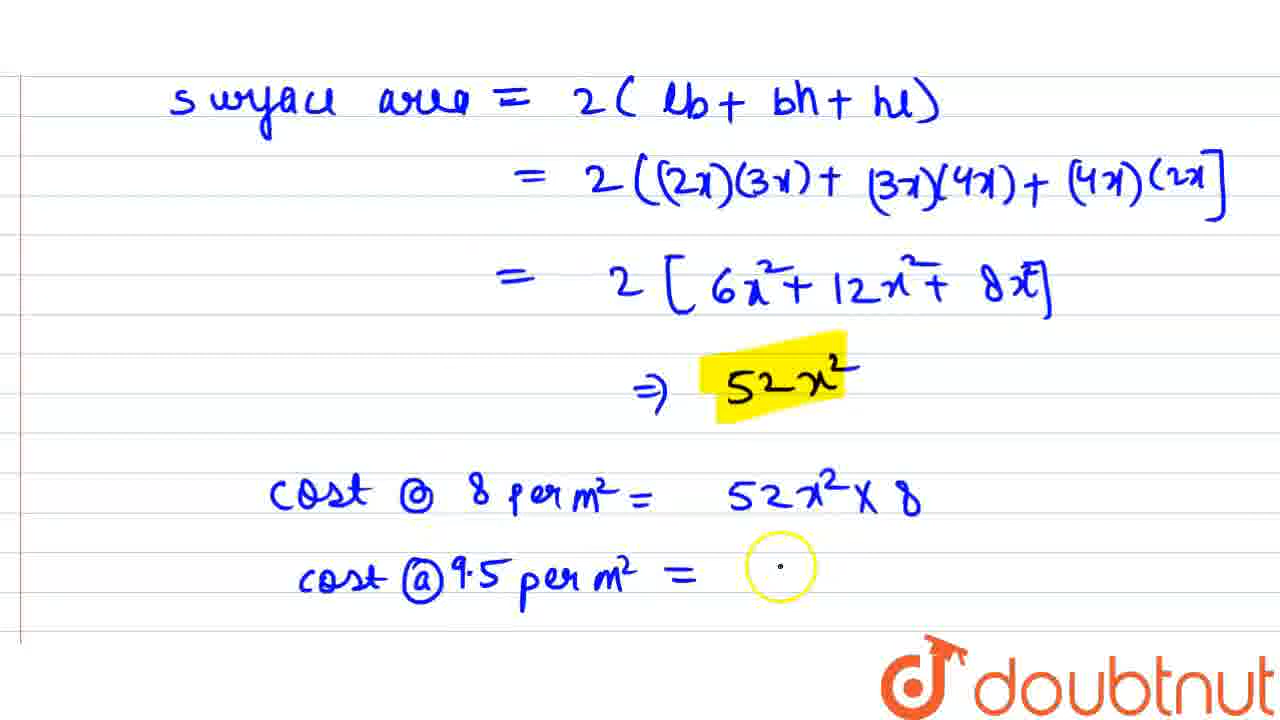 surface area = 2( lb + bh + hl)
= 2((2x)(3x) + (3x)(4x) + (4x)(2x]
= 2[6x² + 12x² + 8x²]
⇒ 52x²
cost @ 8 per m² = 52x² × 8
cost @ 9.5 per m² =
doubtnut